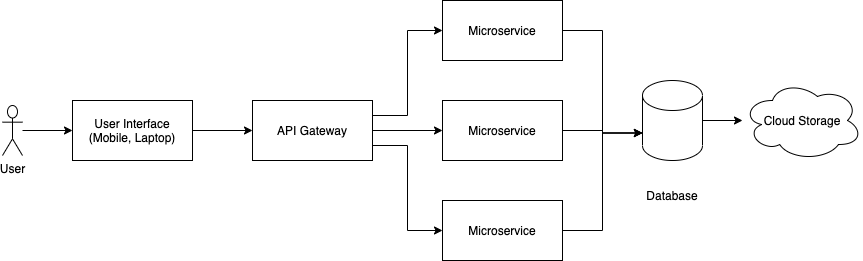 User
User Interface
(Mobile, Laptop)
API Gateway
Microservice
Microservice
Microservice
Database
Cloud Storage